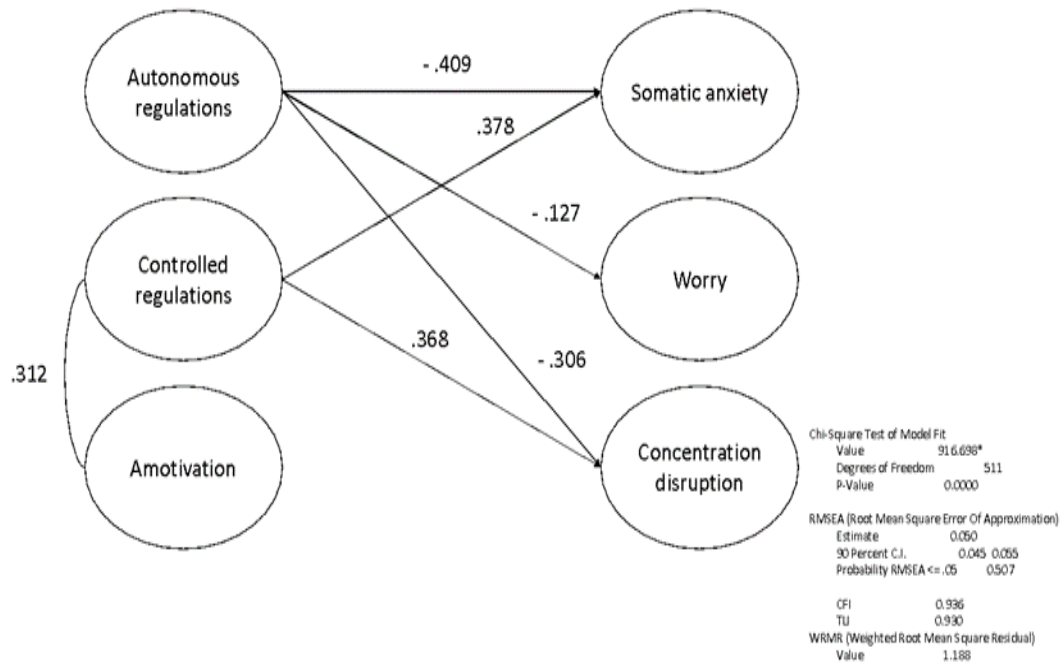 Autonomous
regulations
- .409
Somatic anxiety
.378
- .127
Controlled
regulations
Worry
.368
- .306
.312
Amotivation
Concentration
disruption
Chi-Square Test of Model Fit
Value 916.698*
Degrees of Freedom 511
P-Value 0.0000
RMSEA (Root Mean Square Error Of Approximation)
Estimate 0.050
90 Percent C.I. 0.045 0.055
Probability RMSEA <= .05 0.507
CFI 0.936
TLI 0.930
WRMR (Weighted Root Mean Square Residual)
Value 1.188